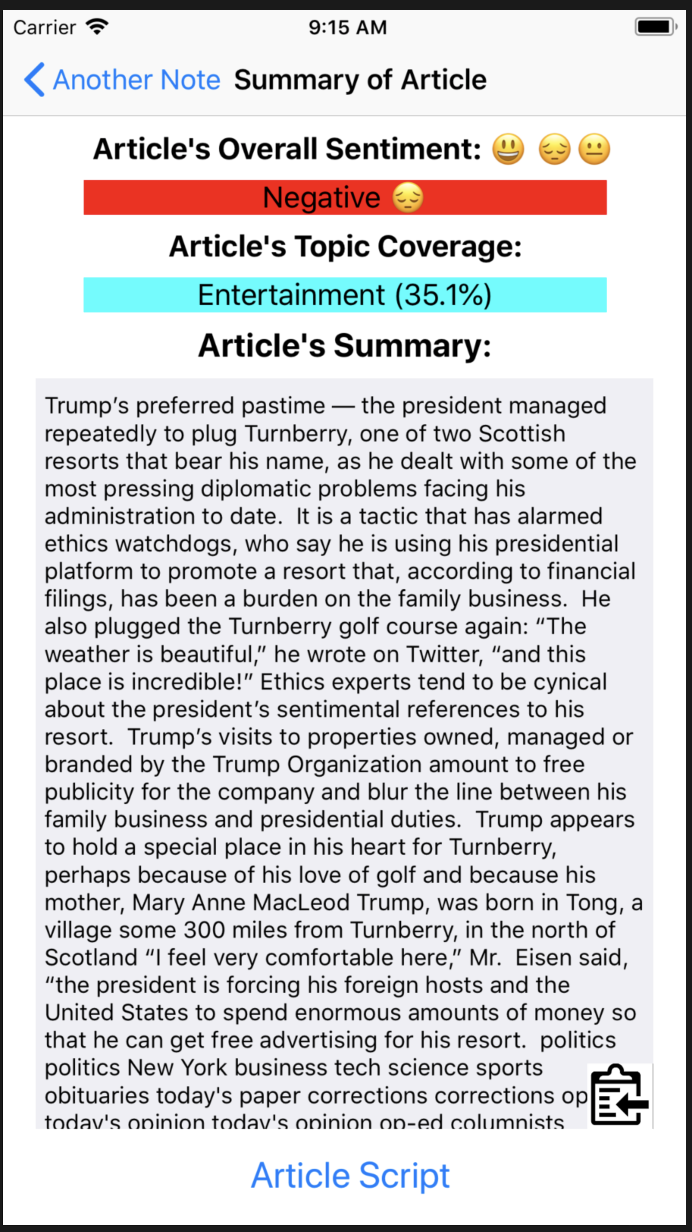 Carrier 9:15 AM
Another Note Summary of Article
Article's Overall Sentiment: 😃 😔😐
Negative 😔
Article's Topic Coverage:
Entertainment (35.1%)
Article's Summary:
Trump’s preferred pastime — the president managed
repeatedly to plug Turnberry, one of two Scottish
resorts that bear his name, as he dealt with some of the
most pressing diplomatic problems facing his
administration to date.  It is a tactic that has alarmed
ethics watchdogs, who say he is using his presidential
platform to promote a resort that, according to financial
filings, has been a burden on the family business.  He
also plugged the Turnberry golf course again: “The
weather is beautiful,” he wrote on Twitter, “and this
place is incredible!” Ethics experts tend to be cynical
about the president’s sentimental references to his
resort.  Trump’s visits to properties owned, managed or
branded by the Trump Organization amount to free
publicity for the company and blur the line between his
family business and presidential duties.  Trump appears
to hold a special place in his heart for Turnberry,
perhaps because of his love of golf and because his
mother, Mary Anne MacLeod Trump, was born in Tong, a
village some 300 miles from Turnberry, in the north of
Scotland “I feel very comfortable here,” Mr.  Eisen said,
“the president is forcing his foreign hosts and the
United States to spend enormous amounts of money so
that he can get free advertising for his resort.  politics
politics New York business tech science sports
obituaries today's paper corrections corrections op
today's opinion today's opinion op-ed columnists
Article Script